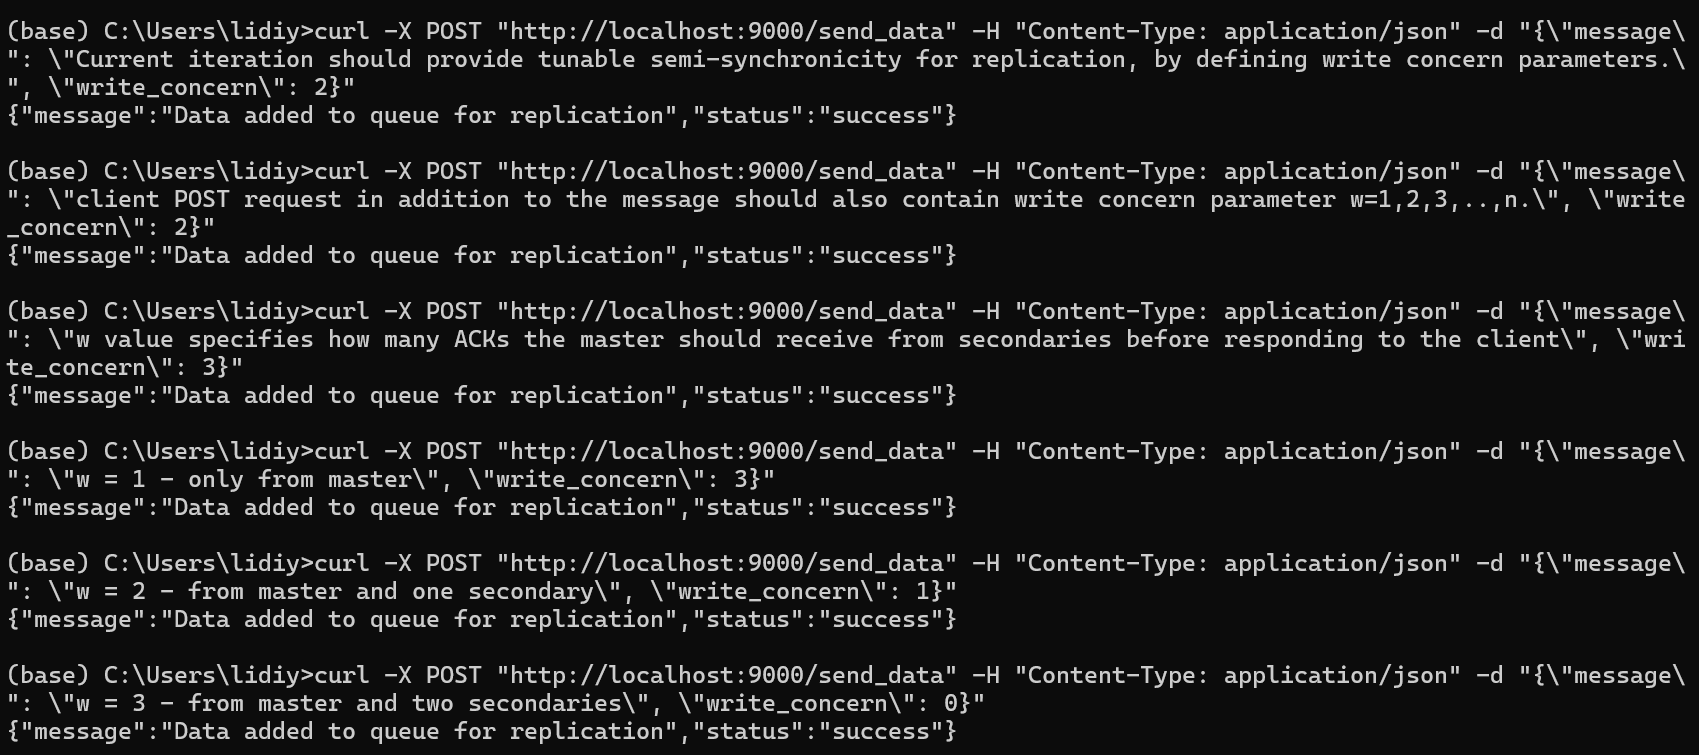 (base) C:\Users\lidiy>curl -X POST "http://localhost:9000/send_data" -H "Content-Type: application/json" -d "{\"message\
": \"Current iteration should provide tunable semi-synchronicity for replication, by defining write concern parameters.\
", \"write_concern\": 2}"
{"message":"Data added to queue for replication","status":"success"}
(base) C:\Users\lidiy>curl -X POST "http://localhost:9000/send_data" -H "Content-Type: application/json" -d "{\"message\
": \"client POST request in addition to the message should also contain write concern parameter w=1,2,3,..,n.\", \"write
_concern\": 2}"
{"message":"Data added to queue for replication","status":"success"}
(base) C:\Users\lidiy>curl -X POST "http://localhost:9000/send_data" -H "Content-Type: application/json" -d "{\"message\
": \"w value specifies how many ACKs the master should receive from secondaries before responding to the client\", \"wri
te_concern\": 3}"
{"message":"Data added to queue for replication","status":"success"}
(base) C:\Users\lidiy>curl -X POST "http://localhost:9000/send_data" -H "Content-Type: application/json" -d "{\"message\
": \"w = 1 - only from master\", \"write_concern\": 3}"
{"message":"Data added to queue for replication","status":"success"}
(base) C:\Users\lidiy>curl -X POST "http://localhost:9000/send_data" -H "Content-Type: application/json" -d "{\"message\
": \"w = 2 - from master and one secondary\", \"write_concern\": 1}"
{"message":"Data added to queue for replication","status":"success"}
(base) C:\Users\lidiy>curl -X POST "http://localhost:9000/send_data" -H "Content-Type: application/json" -d "{\"message\
": \"w = 3 - from master and two secondaries\", \"write_concern\": 0}"
{"message":"Data added to queue for replication","status":"success"}